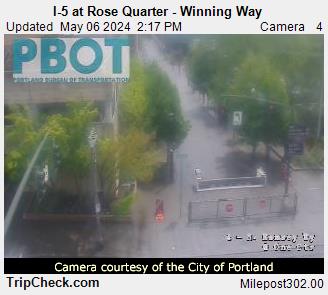 I-5 at Rose Quarter - Winning Way
Updated May 06 2024 2:17 PM Camera 4
PBOT
PORTLAND BUREAU OF TRANSPORTATION
Camera courtesy of the City of Portland
TripCheck.com Milepost302.00